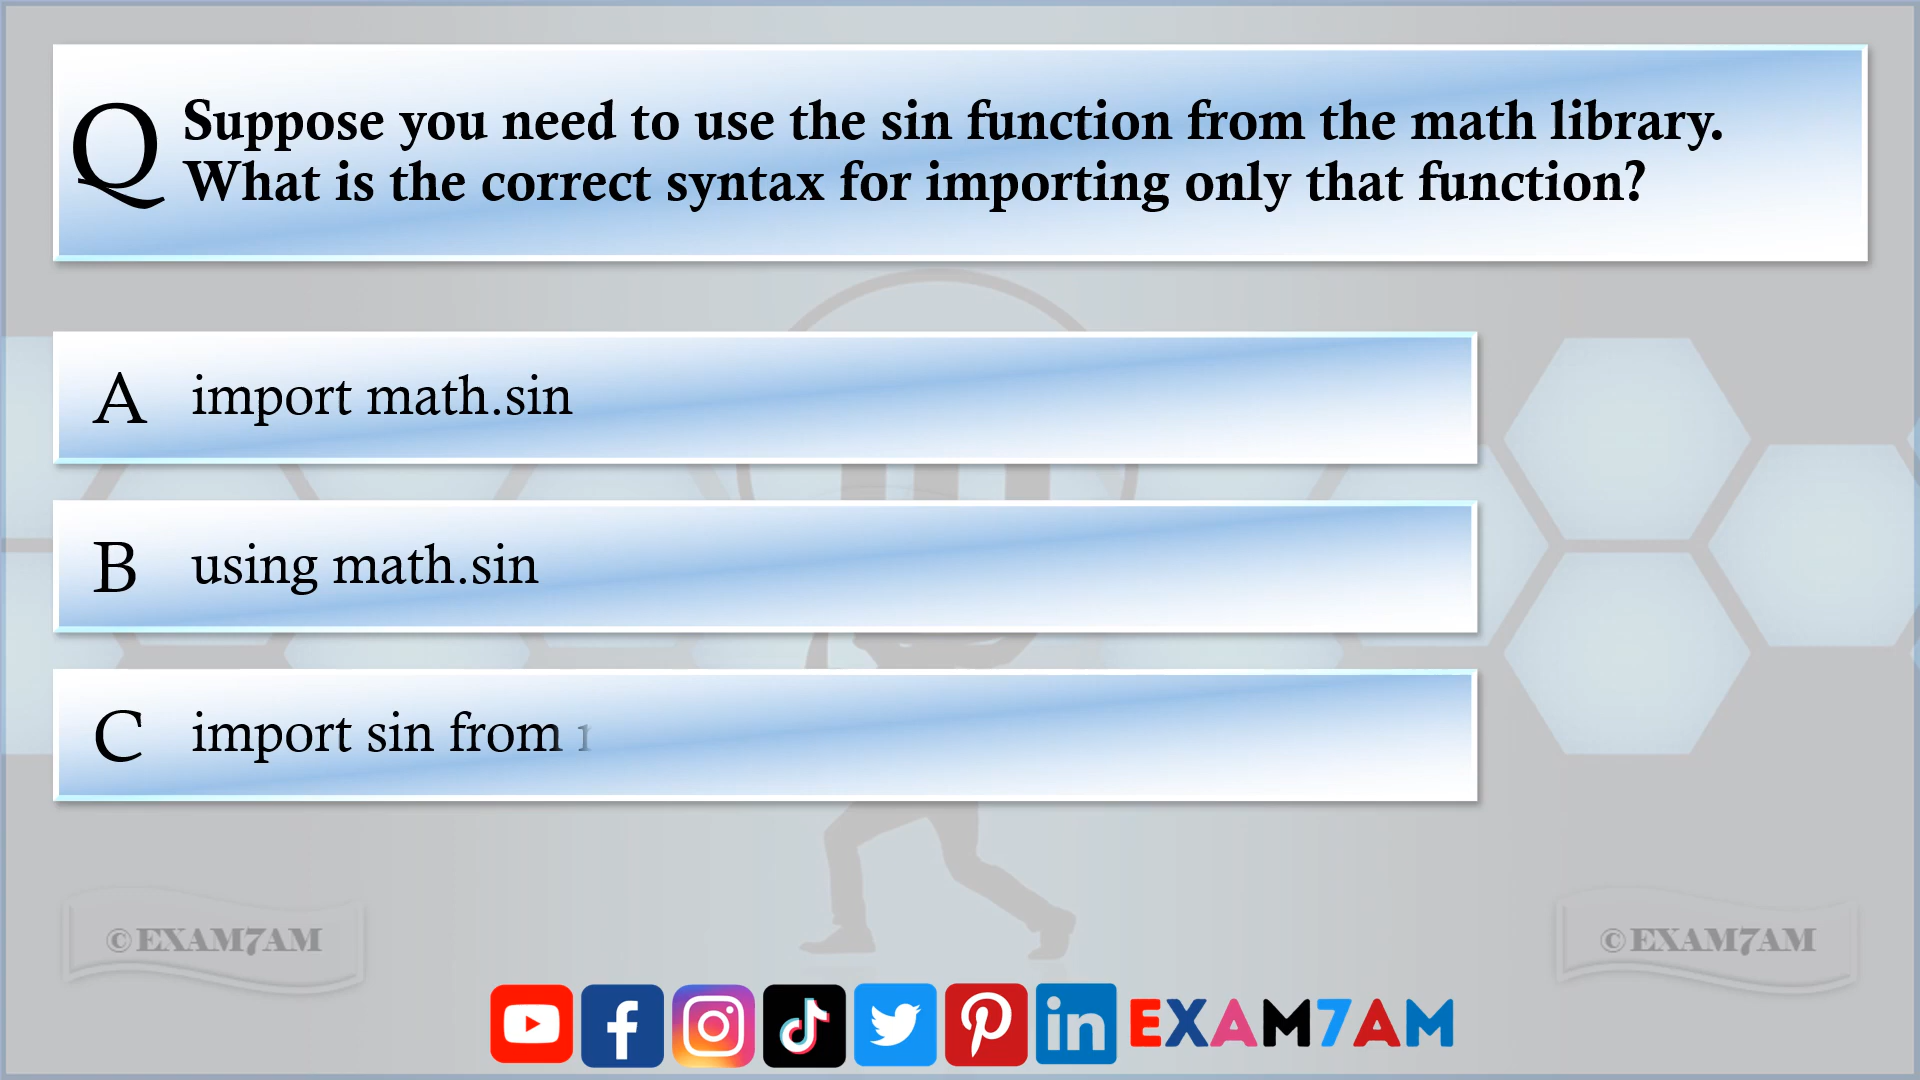 Q Suppose you need to use the sin function from the math library.
What is the correct syntax for importing only that function?
A import math.sin
B using math.sin
C import sin from
©EXAM7AM
©EXAM7AM
EXAM7AM